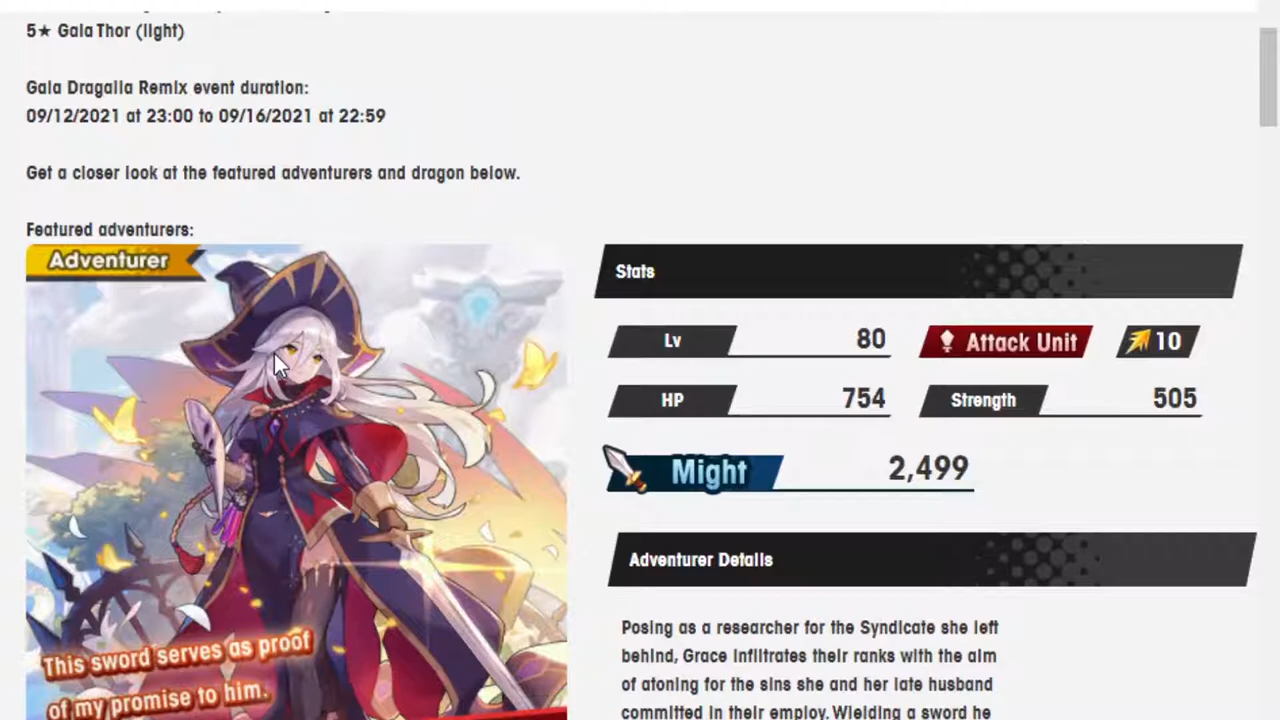 5★ Gala Thor (light)
Gala Dragalia Remix event duration:
09/12/2021 at 23:00 to 09/16/2021 at 22:59
Get a closer look at the featured adventurers and dragon below.
Featured adventurers:
Adventurer
This sword serves as proof
of my promise to him.
Stats
Lv 80 Attack Unit 10
HP 754 Strength 505
Might 2,499
Adventurer Details
Posing as a researcher for the Syndicate she left
behind, Grace infiltrates their ranks with the aim
of atoning for the sins she and her late husband
committed in their employ. Wielding a sword he